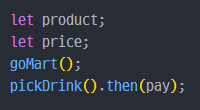 let product;
let price;
goMart();
pickDrink().then(pay);